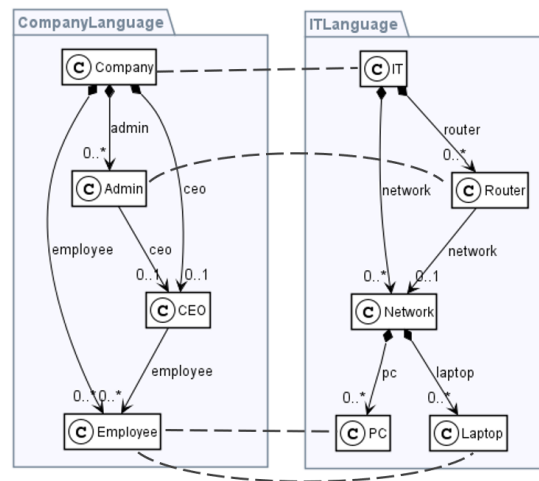 CompanyLanguage
ITLanguage
C Company
C IT
admin
router
0..*
0..*
C Admin
C Router
ceo
network
employee
ceo
network
0..1
0..1
0..*
0..1
C CEO
C Network
employee
pc
laptop
0..*
0..*
0..*
0..*
C Employee
C PC
C Laptop